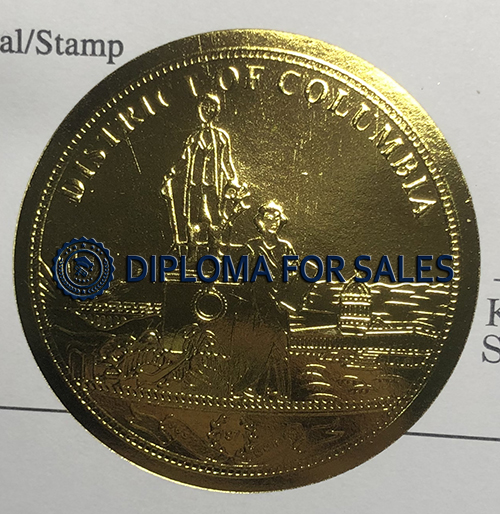 al/Stamp
DISTRICT OF COLUMBIA
DIPLOMA FOR SALES
K
S